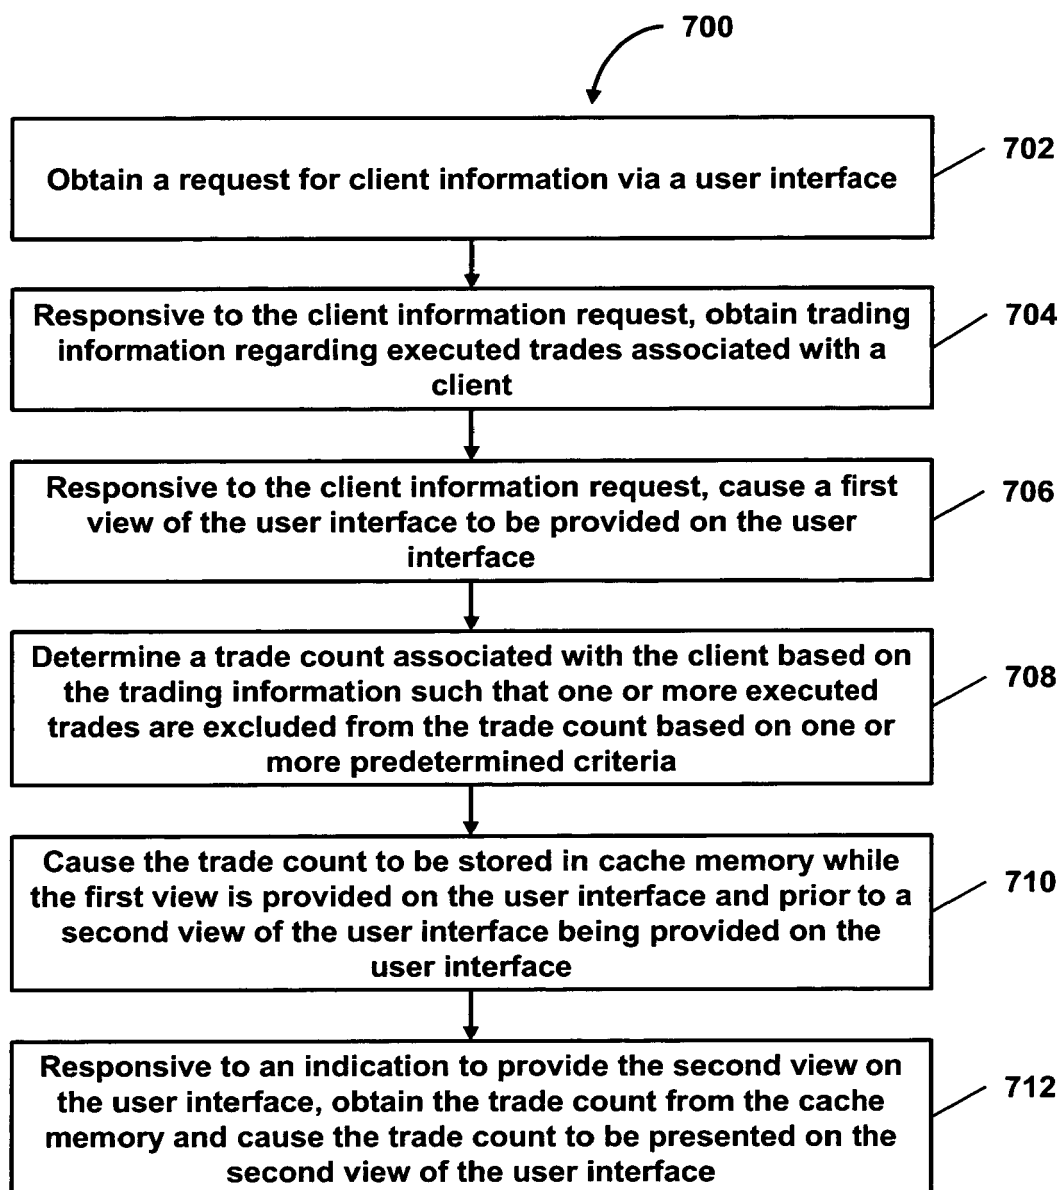 700
Obtain a request for client information via a user interface
702
Responsive to the client information request, obtain trading
information regarding executed trades associated with a
client
704
Responsive to the client information request, cause a first
view of the user interface to be provided on the user
interface
706
Determine a trade count associated with the client based on
the trading information such that one or more executed
trades are excluded from the trade count based on one or
more predetermined criteria
708
Cause the trade count to be stored in cache memory while
the first view is provided on the user interface and prior to a
second view of the user interface being provided on the
user interface
710
Responsive to an indication to provide the second view on
the user interface, obtain the trade count from the cache
memory and cause the trade count to be presented on the
second view of the user interface
712